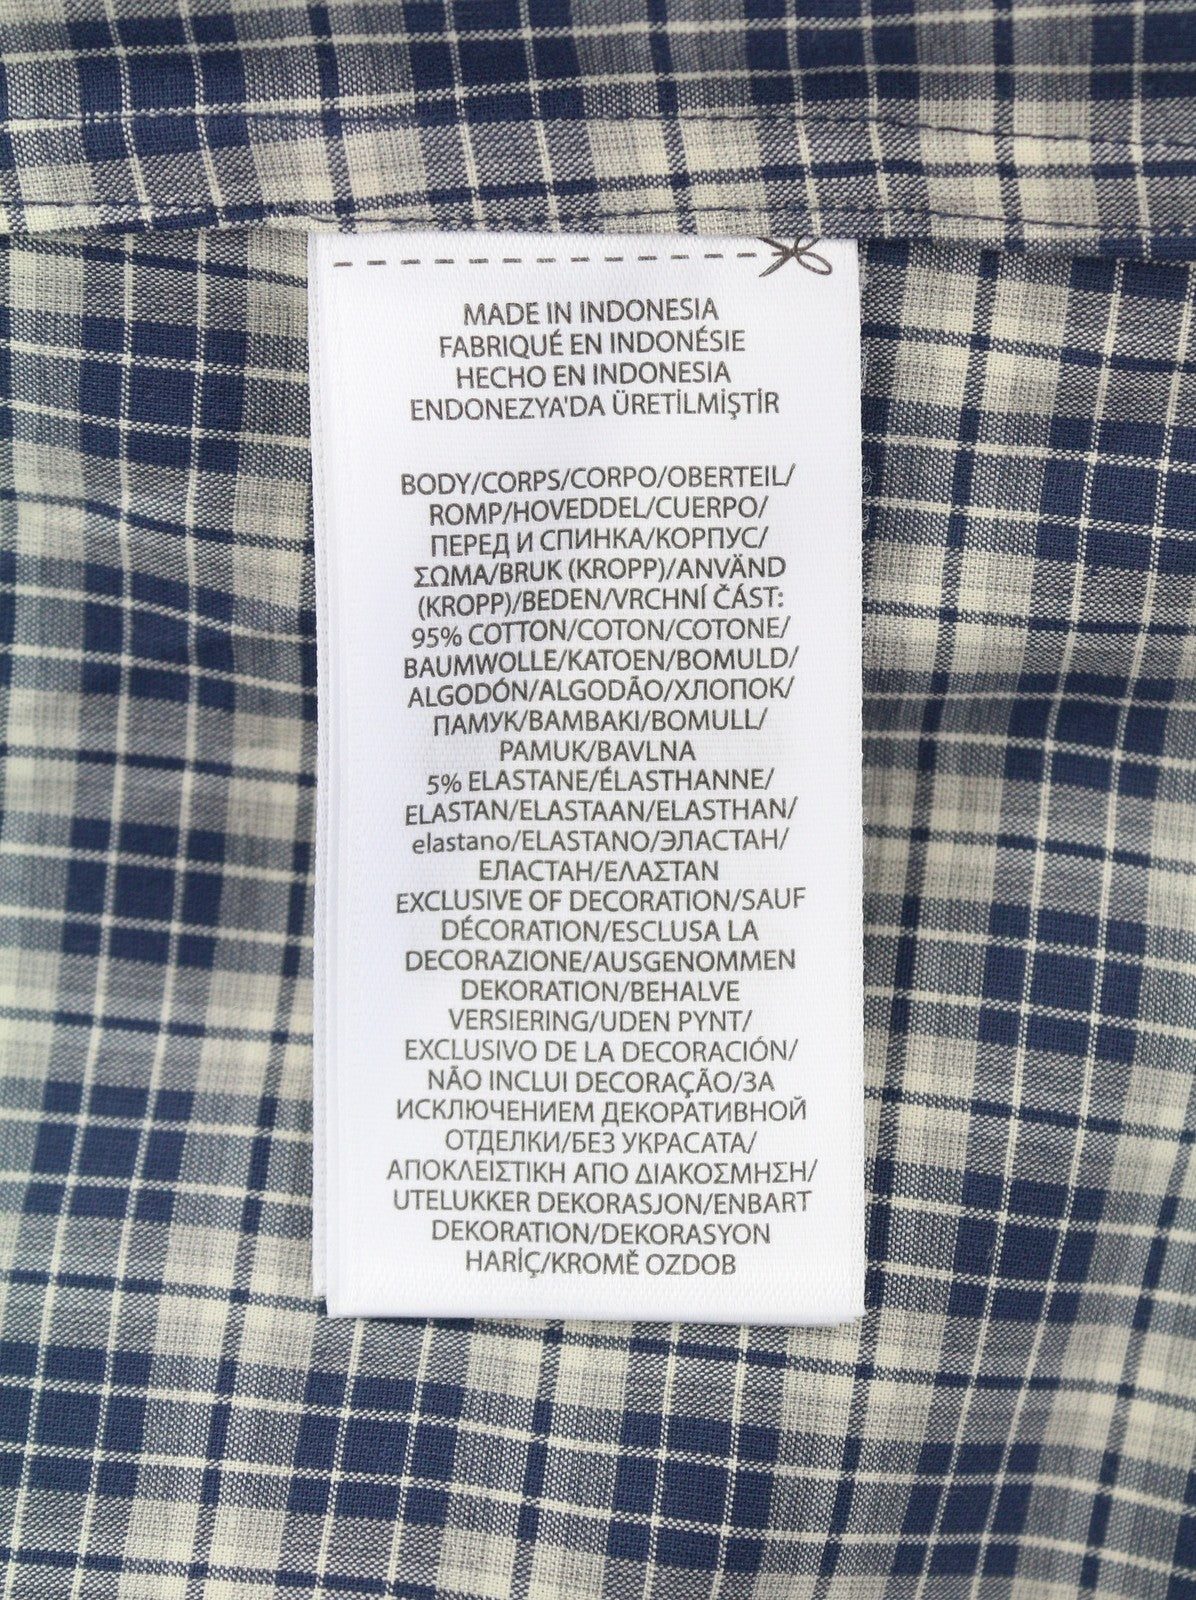 MADE IN INDONESIA
FABRIQUÉ EN INDONÉSIE
HECHO EN INDONESIA
ENDONEZYA'DA ÜRETİLMİŞTİR
BODY/CORPS/CORPO/OBERTEIL/
ROMP/HOVEDDEL/CUERPO/
ПЕРЕД И СПИНКА/КОРПУС/
ΣΩΜΑ/BRUK (KROPP)/ANVÄND
(KROPP)/BEDEN/VRCHNÍ ČÁST:
95% COTTON/COTON/COTONE/
BAUMWOLLE/KATOEN/BOMULD/
ALGODÓN/ALGODÃO/ХЛОПОК/
ПАМУК/ΒΑΜΒΑΚΙ/BOMULL/
PAMUK/BAVLNA
5% ELASTANE/ÉLASTHANNE/
ELASTAN/ELASTAAN/ELASTHAN/
elastano/ELASTANO/ЭЛАСТАН/
ЕЛАСТАН/ΕΛΑΣΤΑΝ
EXCLUSIVE OF DECORATION/SAUF
DÉCORATION/ESCLUSA LA
DECORAZIONE/AUSGENOMMEN
DEKORATION/BEHALVE
VERSIERING/UDEN PYNT/
EXCLUSIVO DE LA DECORACIÓN/
NÃO INCLUI DECORAÇÃO/ЗА
ИСКЛЮЧЕНИЕМ ДЕКОРАТИВНОЙ
ОТДЕЛКИ/БЕЗ УКРАСАТА/
ΑΠΟΚΛΕΙΣΤΙΚΗ ΑΠΟ ΔΙΑΚΟΣΜΗΣΗ/
UTELUKKER DEKORASJON/ENBART
DEKORATION/DEKORASYON
HARİÇ/KROMĚ OZDOB